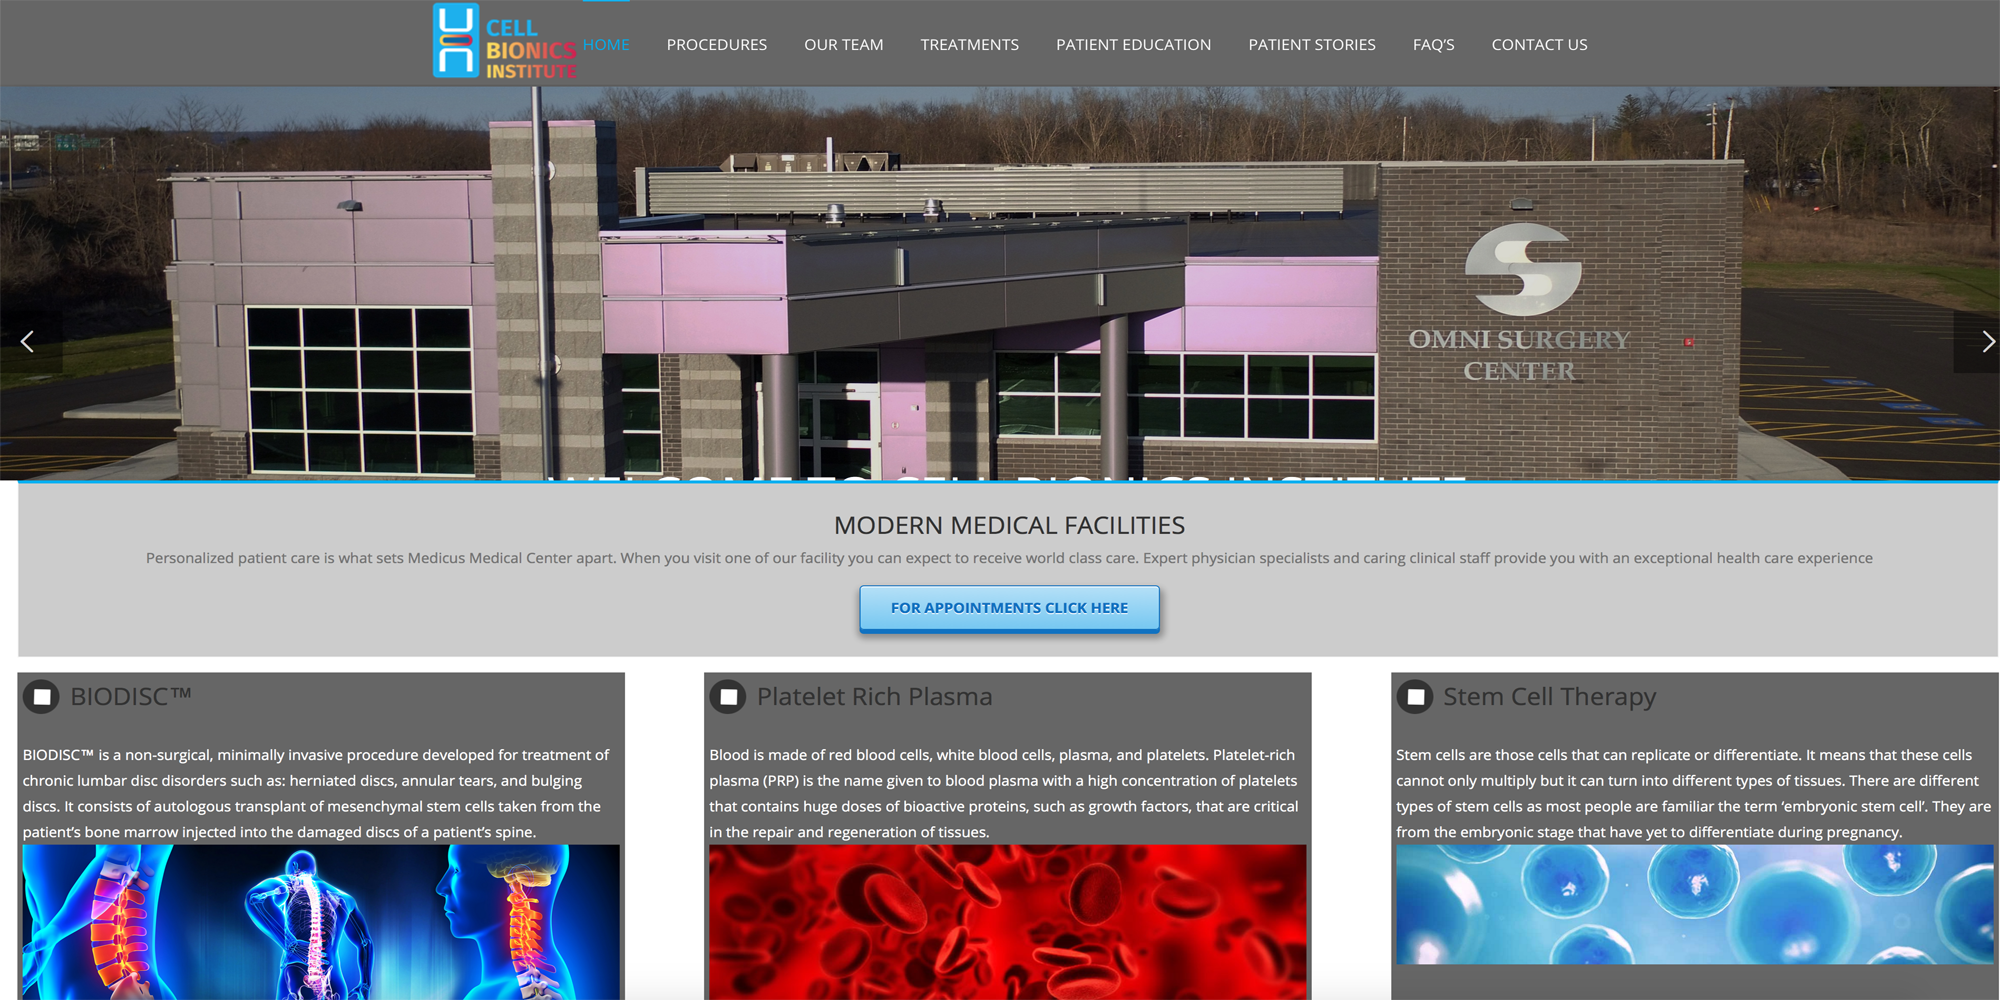 CELL
BIONICS
INSTITUTE
HOME
PROCEDURES
OUR TEAM
TREATMENTS
PATIENT EDUCATION
PATIENT STORIES
FAQ'S
CONTACT US
OMNI SURGERY
CENTER
WELCOME TO CELL BIONICS INSTITUTE
MODERN MEDICAL FACILITIES
Personalized patient care is what sets Medicus Medical Center apart. When you visit one of our facility you can expect to receive world class care. Expert physician specialists and caring clinical staff provide you with an exceptional health care experience
FOR APPOINTMENTS CLICK HERE
BIODISC™
BIODISC™ is a non-surgical, minimally invasive procedure developed for treatment of
chronic lumbar disc disorders such as: herniated discs, annular tears, and bulging
discs. It consists of autologous transplant of mesenchymal stem cells taken from the
patient's bone marrow injected into the damaged discs of a patient's spine.
Platelet Rich Plasma
Blood is made of red blood cells, white blood cells, plasma, and platelets. Platelet-rich
plasma (PRP) is the name given to blood plasma with a high concentration of platelets
that contains huge doses of bioactive proteins, such as growth factors, that are critical
in the repair and regeneration of tissues.
Stem Cell Therapy
Stem cells are those cells that can replicate or differentiate. It means that these cells
cannot only multiply but it can turn into different types of tissues. There are different
types of stem cells as most people are familiar the term 'embryonic stem cell'. They are
from the embryonic stage that have yet to differentiate during pregnancy.